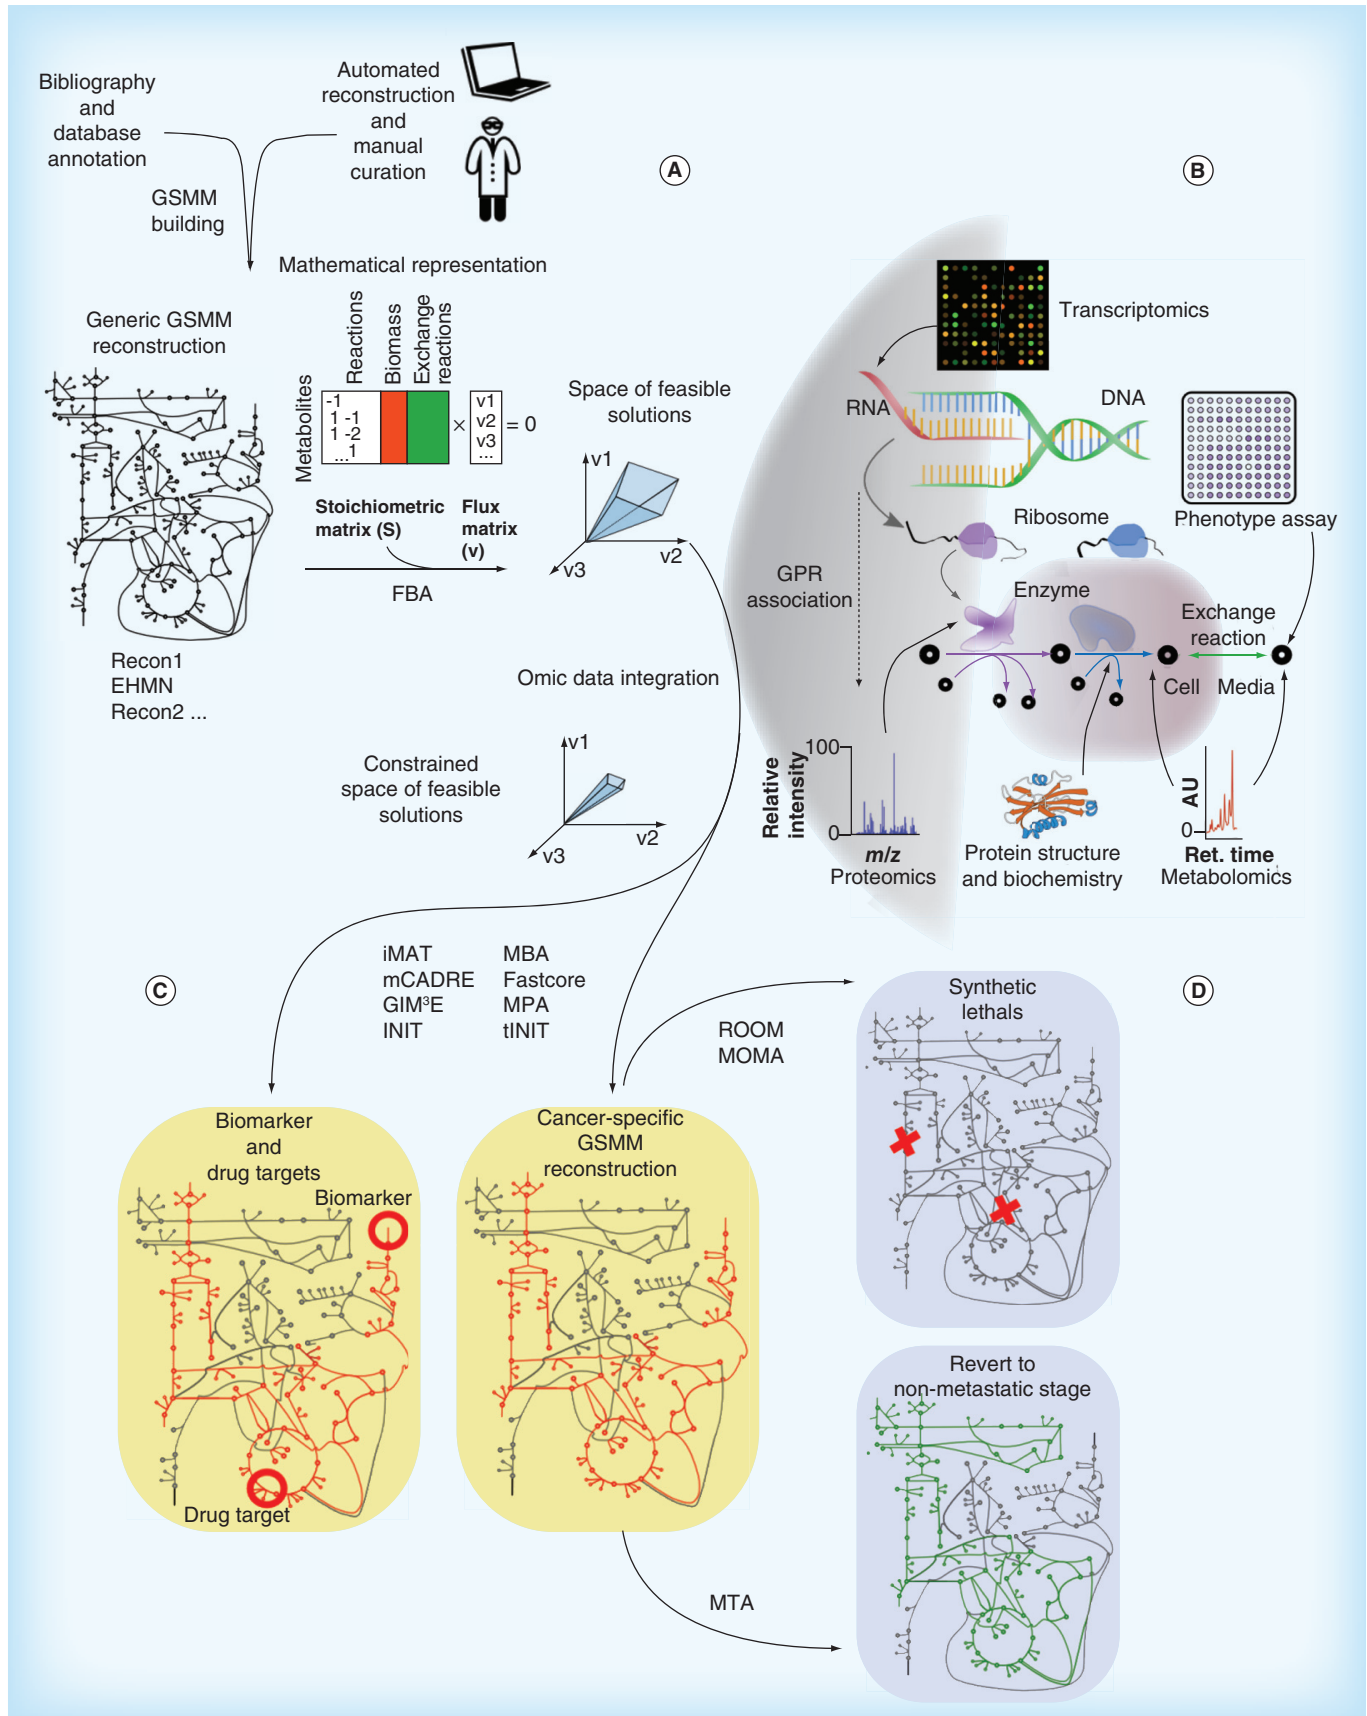 Bibliography
and
database
annotation
Automated
reconstruction
and
manual
curation
GSMM
building
A
B
Mathematical representation
Generic GSMM
reconstruction
Metabolites
Reactions
Biomass
Exchange
reactions
-1
1 -1
1 -2
...1
×
v1
v2
v3
...
= 0
Stoichiometric
matrix (S)
Flux
matrix
(v)
FBA
Space of feasible
solutions
v1
v2
v3
Recon1
EHMN
Recon2 ...
Omic data integration
Constrained
space of feasible
solutions
v1
v2
v3
Transcriptomics
RNA
DNA
Phenotype assay
Ribosome
GPR
association
Enzyme
Exchange
reaction
Cell
Media
Relative
intensity
100
0
m/z
Proteomics
Protein structure
and biochemistry
AU
0
Ret. time
Metabolomics
C
iMAT
mCADRE
GIM³E
INIT
MBA
Fastcore
MPA
tINIT
ROOM
MOMA
D
Synthetic
lethals
Biomarker
and
drug targets
Biomarker
Drug target
Cancer-specific
GSMM
reconstruction
Revert to
non-metastatic stage
MTA